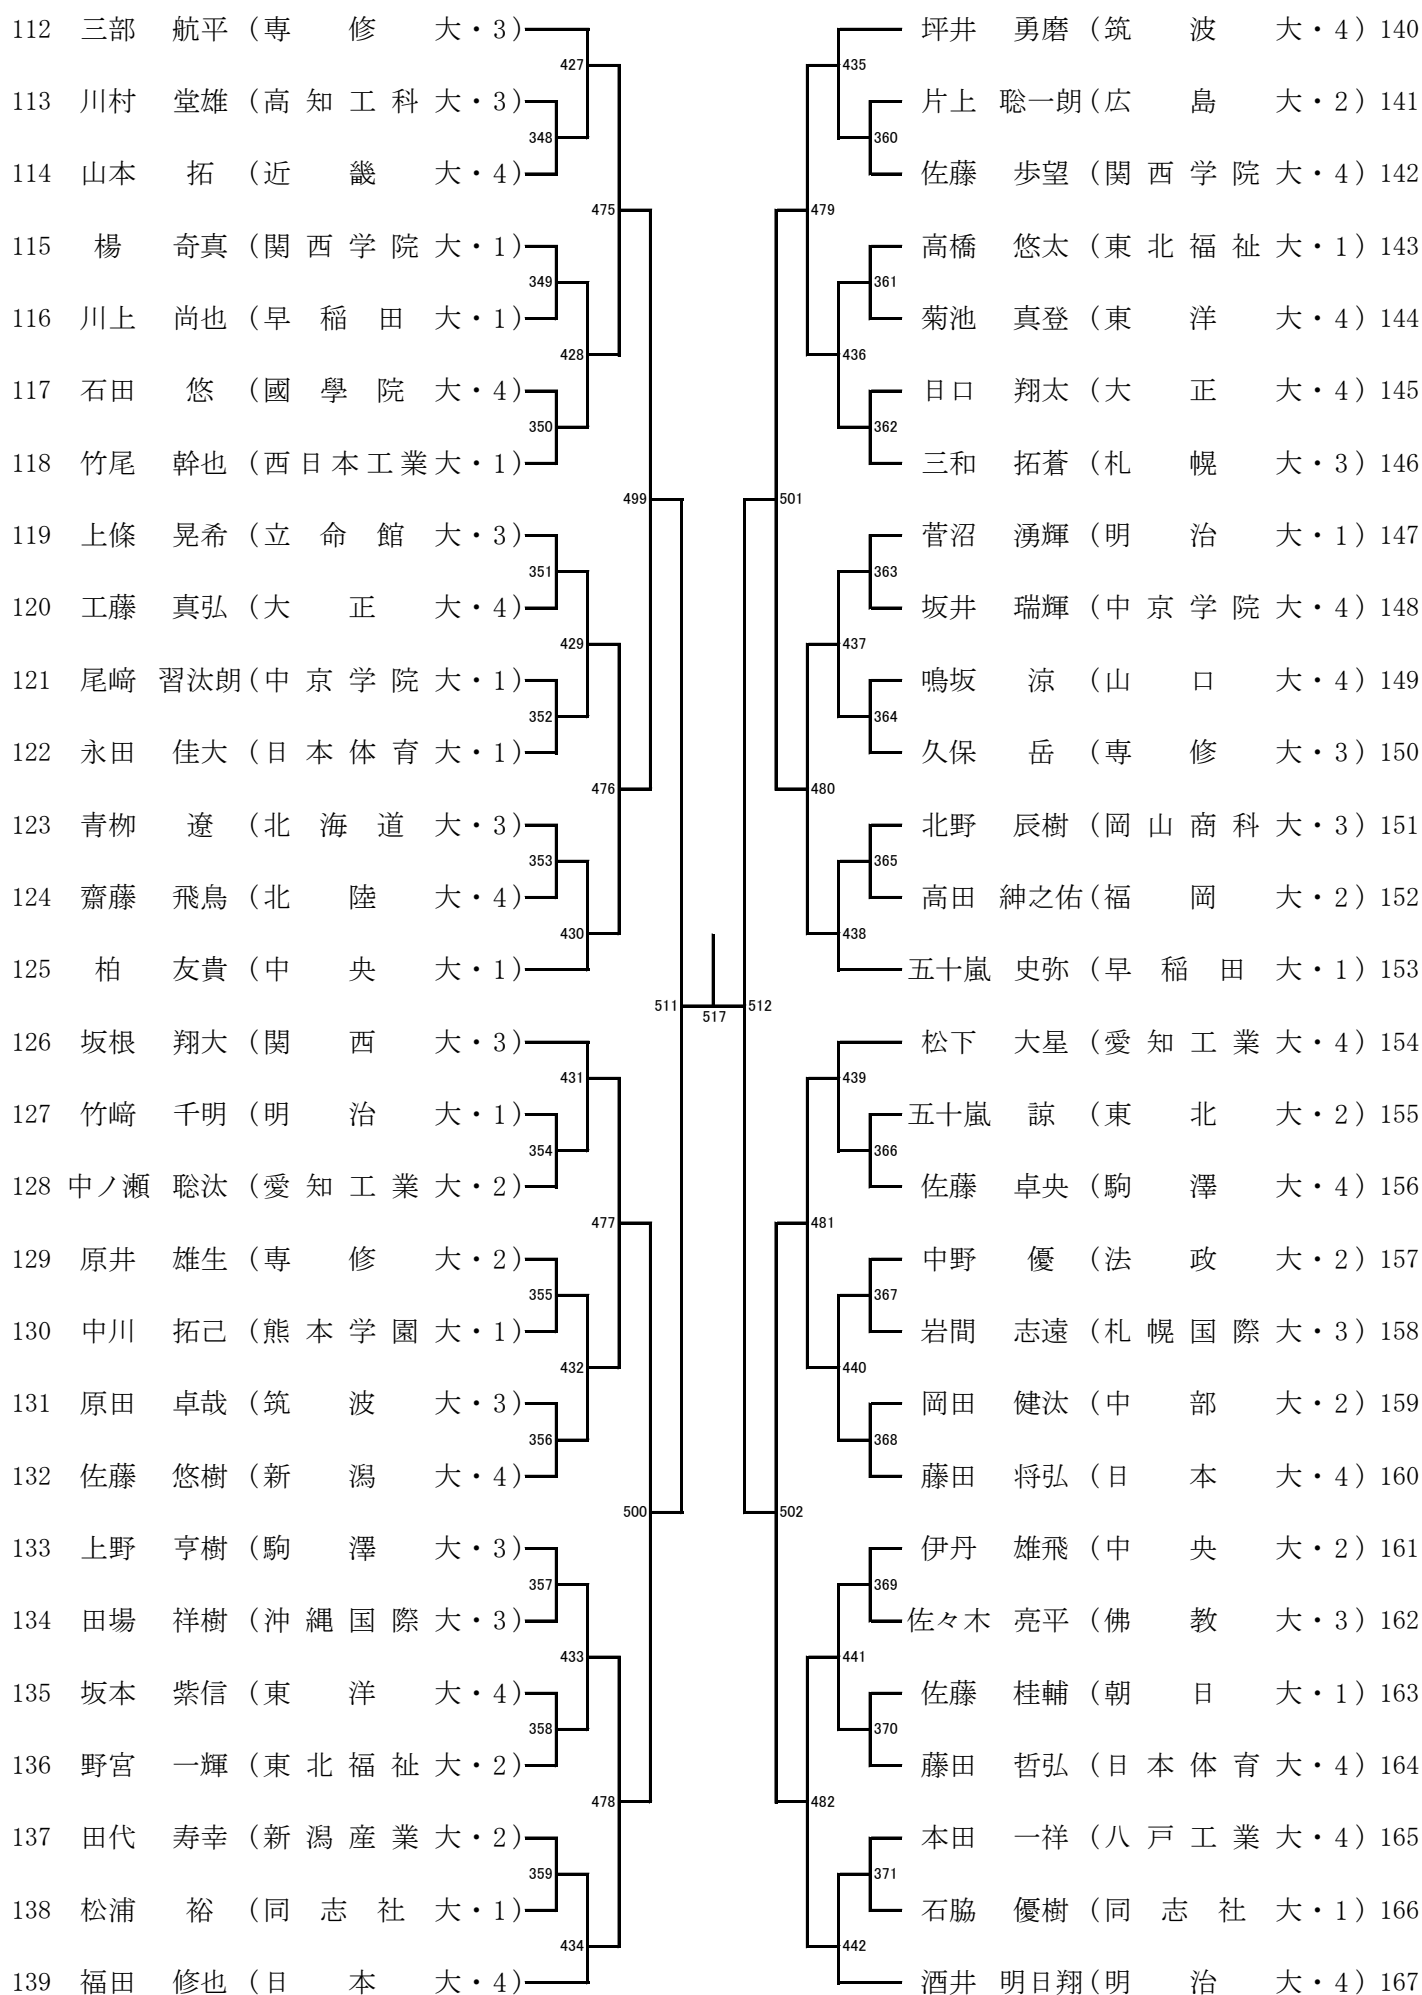 112 三部 航平 (専修大・3)
427
113 川村 堂雄 (高知工科大・3)
348
114 山本 拓 (近畿大・4)
475
115 楊 奇真 (関西学院大・1)
349
116 川上 尚也 (早稲田大・1)
428
117 石田 悠 (國學院大・4)
350
118 竹尾 幹也 (西日本工業大・1)
499
119 上條 晃希 (立命館大・3)
351
120 工藤 真弘 (大正大・4)
429
121 尾﨑 習汰朗(中京学院大・1)
352
122 永田 佳大 (日本体育大・1)
476
123 青栁 遼 (北海道大・3)
353
124 齋藤 飛鳥 (北陸大・4)
430
125 柏 友貴 (中央大・1)
511
126 坂根 翔大 (関西大・3)
431
127 竹﨑 千明 (明治大・1)
354
128 中ノ瀬 聡汰 (愛知工業大・2)
477
129 原井 雄生 (専修大・2)
355
130 中川 拓己 (熊本学園大・1)
432
131 原田 卓哉 (筑波大・3)
356
132 佐藤 悠樹 (新潟大・4)
500
133 上野 亨樹 (駒澤大・3)
357
134 田場 祥樹 (沖縄国際大・3)
433
135 坂本 紫信 (東洋大・4)
358
136 野宮 一輝 (東北福祉大・2)
478
137 田代 寿幸 (新潟産業大・2)
359
138 松浦 裕 (同志社大・1)
434
139 福田 修也 (日本大・4)
517
坪井 勇磨 (筑波大・4) 140
435
片上 聡一朗(広島大・2) 141
360
佐藤 歩望 (関西学院大・4) 142
479
高橋 悠太 (東北福祉大・1) 143
361
菊池 真登 (東洋大・4) 144
436
日口 翔太 (大正大・4) 145
362
三和 拓蒼 (札幌大・3) 146
501
菅沼 湧輝 (明治大・1) 147
363
坂井 瑞輝 (中京学院大・4) 148
437
鳴坂 涼 (山口大・4) 149
364
久保 岳 (専修大・3) 150
480
北野 辰樹 (岡山商科大・3) 151
365
高田 紳之佑(福岡大・2) 152
438
五十嵐 史弥 (早稲田大・1) 153
512
松下 大星 (愛知工業大・4) 154
439
五十嵐 諒 (東北大・2) 155
366
佐藤 卓央 (駒澤大・4) 156
481
中野 優 (法政大・2) 157
367
岩間 志遠 (札幌国際大・3) 158
440
岡田 健汰 (中部大・2) 159
368
藤田 将弘 (日本大・4) 160
502
伊丹 雄飛 (中央大・2) 161
369
佐々木 亮平 (佛教大・3) 162
441
佐藤 桂輔 (朝日大・1) 163
370
藤田 哲弘 (日本体育大・4) 164
482
本田 一祥 (八戸工業大・4) 165
371
石脇 優樹 (同志社大・1) 166
442
酒井 明日翔(明治大・4) 167